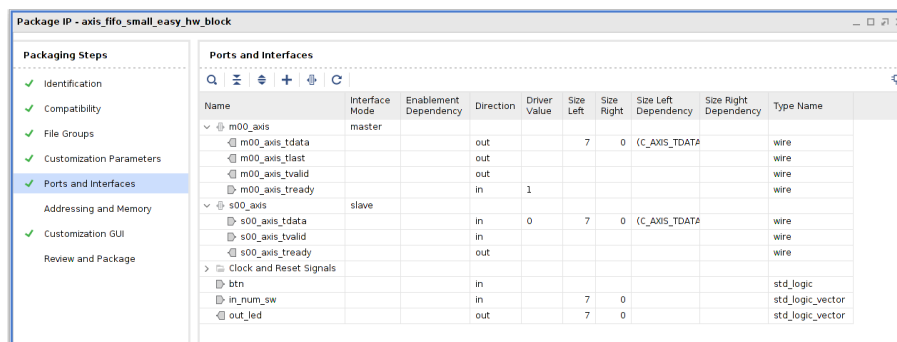 Package IP - axis_fifo_small_easy_hw_block
Packaging Steps
Identification
Compatibility
File Groups
Customization Parameters
Ports and Interfaces
Addressing and Memory
Customization GUI
Review and Package
Ports and Interfaces
Name Interface Mode Enablement Dependency Direction Driver Value Size Left Size Right Size Left Dependency Size Right Dependency Type Name
m00_axis master
m00_axis_tdata out 7 0 (C_AXIS_TDATA wire
m00_axis_tlast out wire
m00_axis_tvalid out wire
m00_axis_tready in 1 wire
s00_axis slave
s00_axis_tdata in 0 7 0 (C_AXIS_TDATA wire
s00_axis_tvalid in wire
s00_axis_tready out wire
Clock and Reset Signals
btn in std_logic
in_num_sw in 7 0 std_logic_vector
out_led out 7 0 std_logic_vector